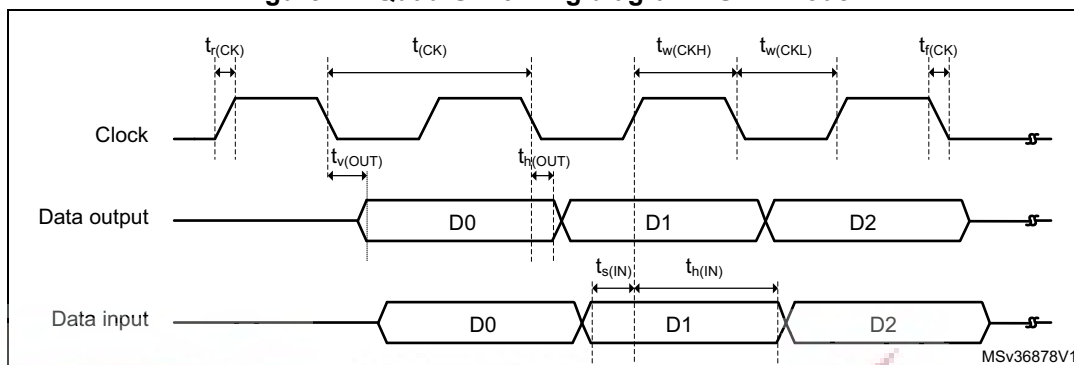 tr(CK) t(CK) tw(CKH) tw(CKL) tf(CK)
Clock
tv(OUT) th(OUT)
Data output D0 D1 D2
ts(IN) th(IN)
Data input D0 D1 D2
MSv36878V1